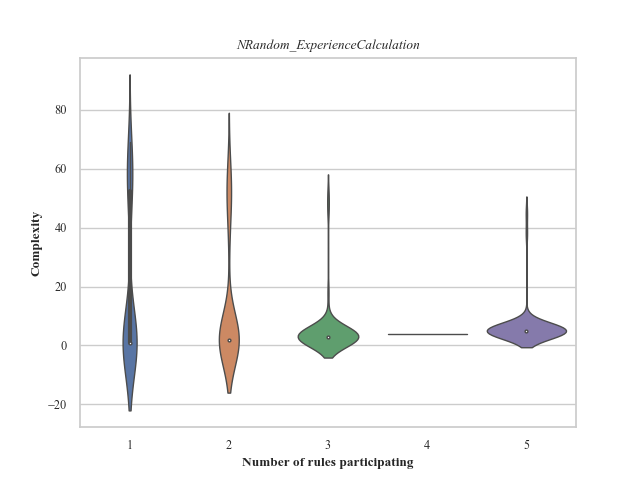 NRandom_ExperienceCalculation
80
60
40
20
0
−20
Complexity
1 2 3 4 5
Number of rules participating